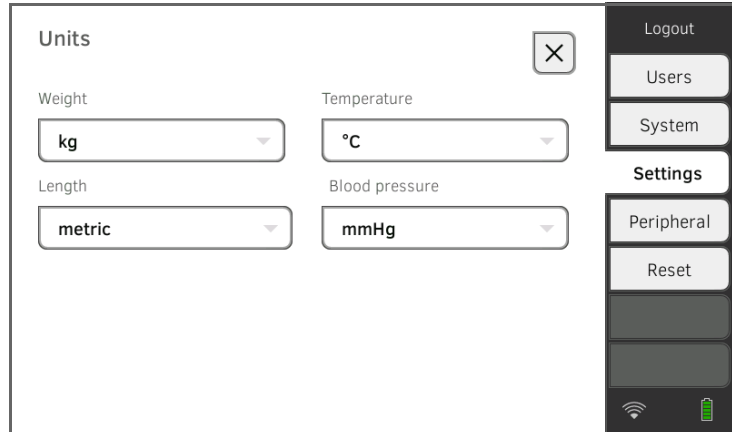 Units
Weight
kg
Temperature
°C
Length
metric
Blood pressure
mmHg
Logout
Users
System
Settings
Peripheral
Reset